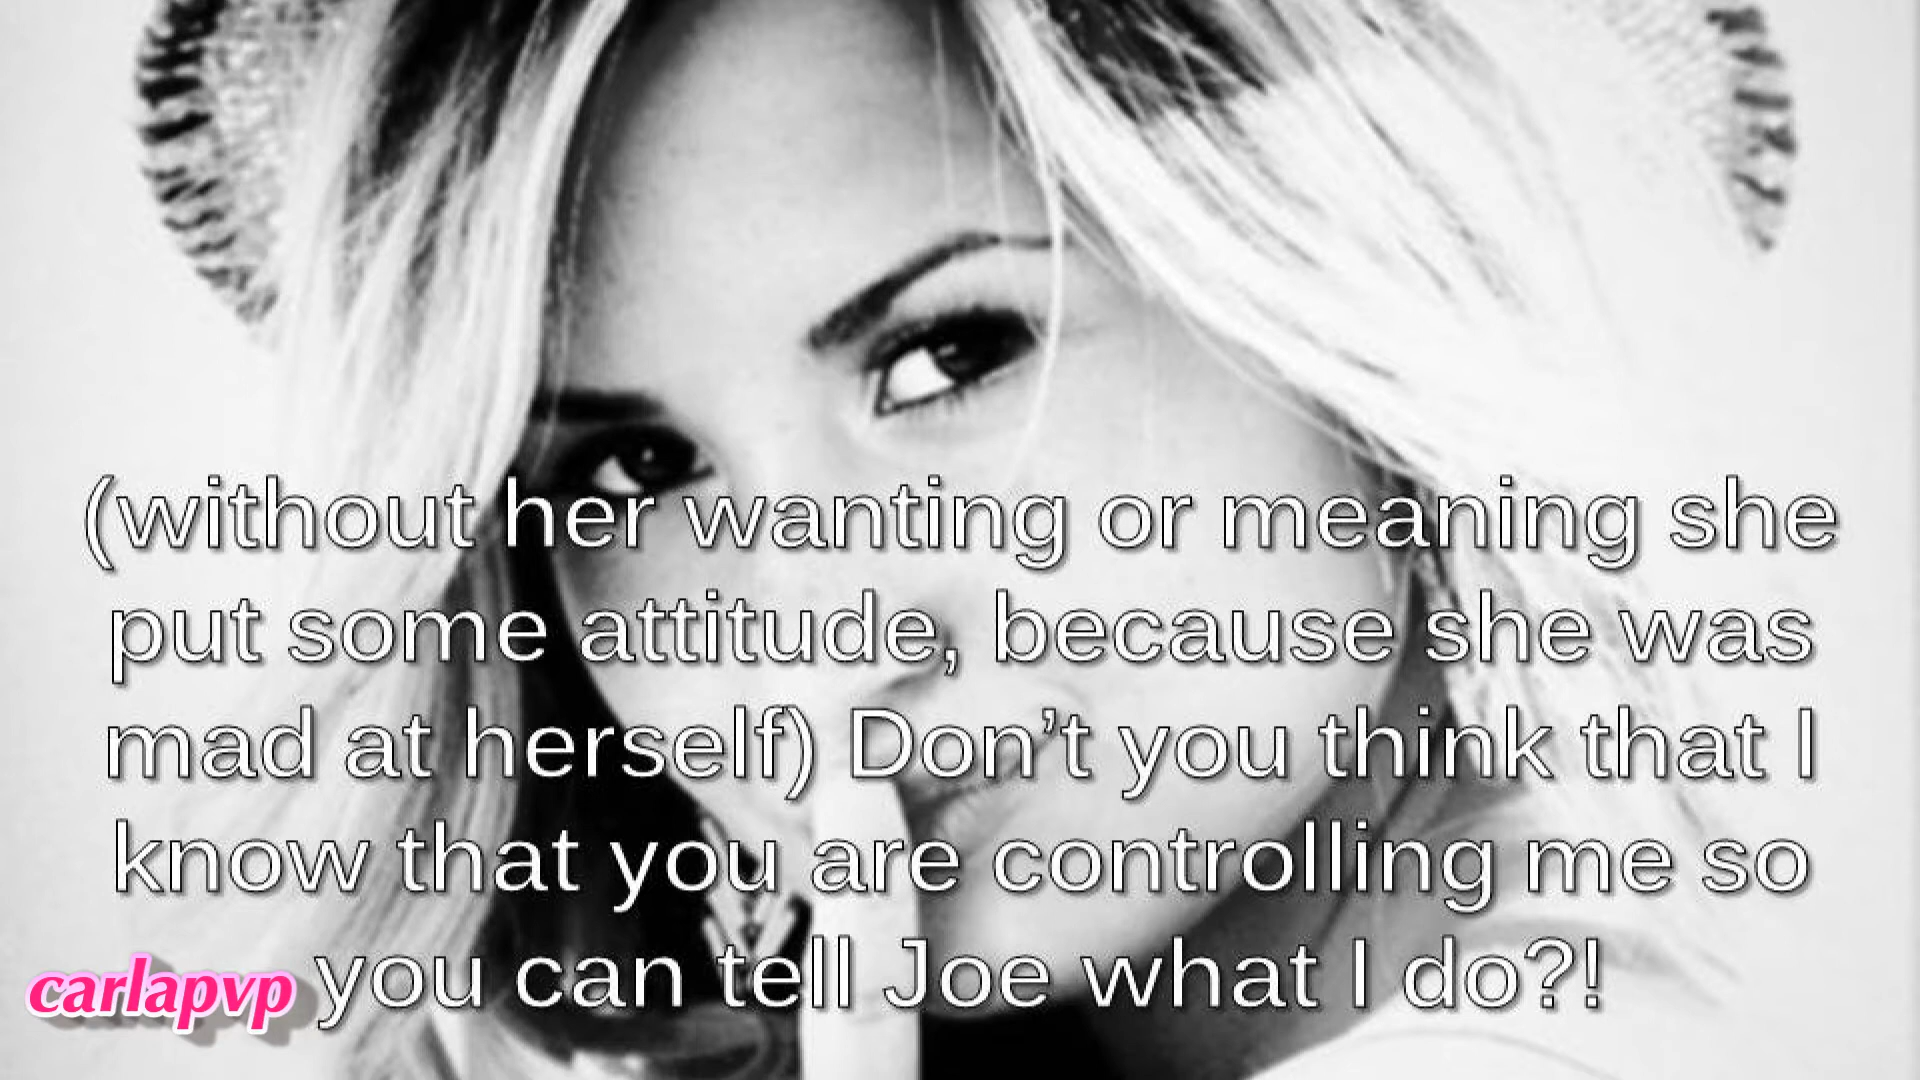 (without her wanting or meaning she
put some attitude, because she was
mad at herself) Don’t you think that I
know that you are controlling me so
you can tell Joe what I do?!
carlapvp